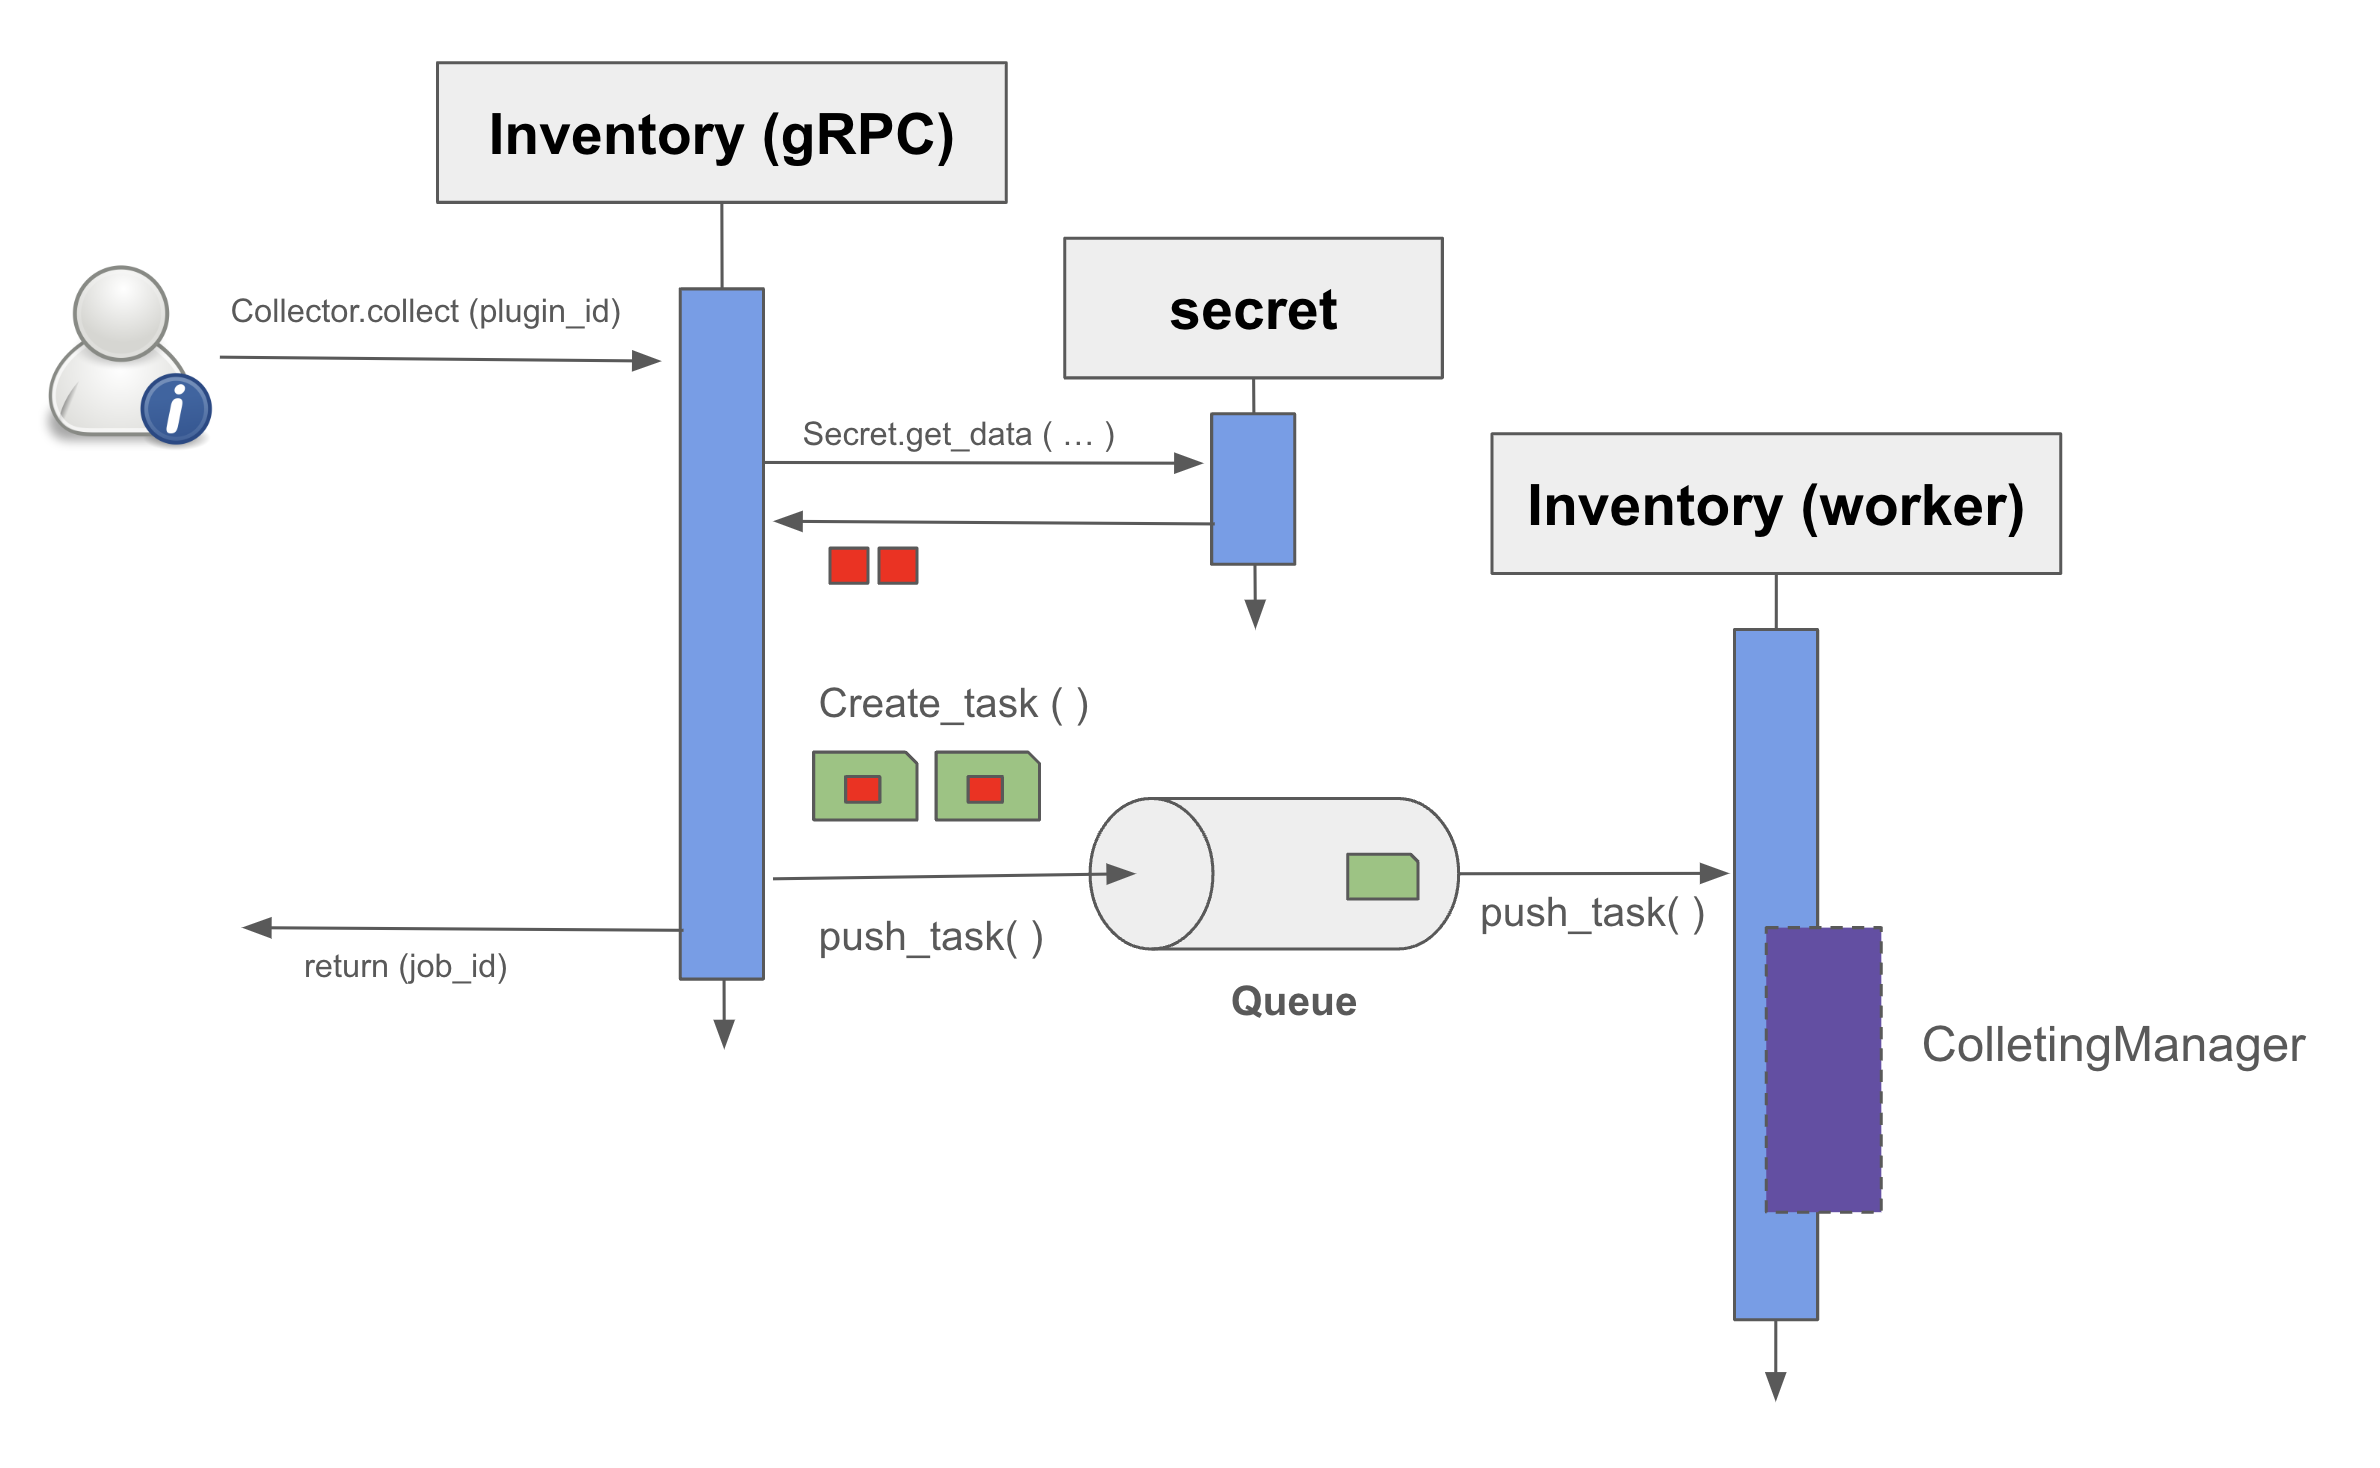 Inventory (gRPC)
Collector.collect (plugin_id)
secret
Secret.get_data ( … )
Inventory (worker)
Create_task ( )
push_task( )
push_task( )
return (job_id)
Queue
ColletingManager
i